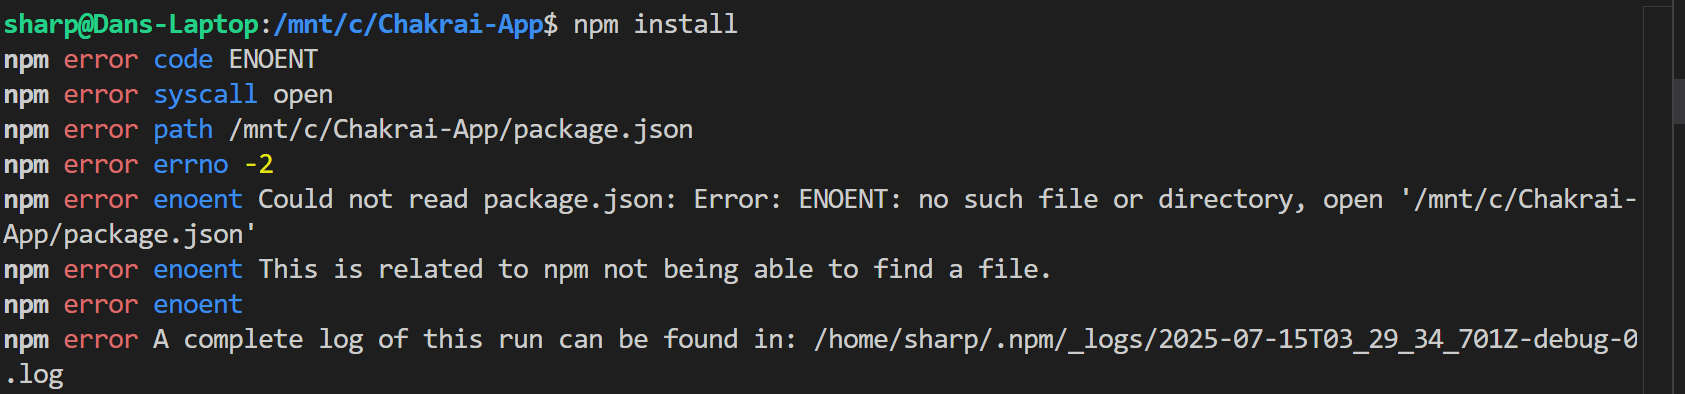 sharp@Dans-Laptop:/mnt/c/Chakrai-App$ npm install
npm error code ENOENT
npm error syscall open
npm error path /mnt/c/Chakrai-App/package.json
npm error errno -2
npm error enoent Could not read package.json: Error: ENOENT: no such file or directory, open '/mnt/c/Chakrai-
App/package.json'
npm error enoent This is related to npm not being able to find a file.
npm error enoent
npm error A complete log of this run can be found in: /home/sharp/.npm/_logs/2025-07-15T03_29_34_701Z-debug-0
.log